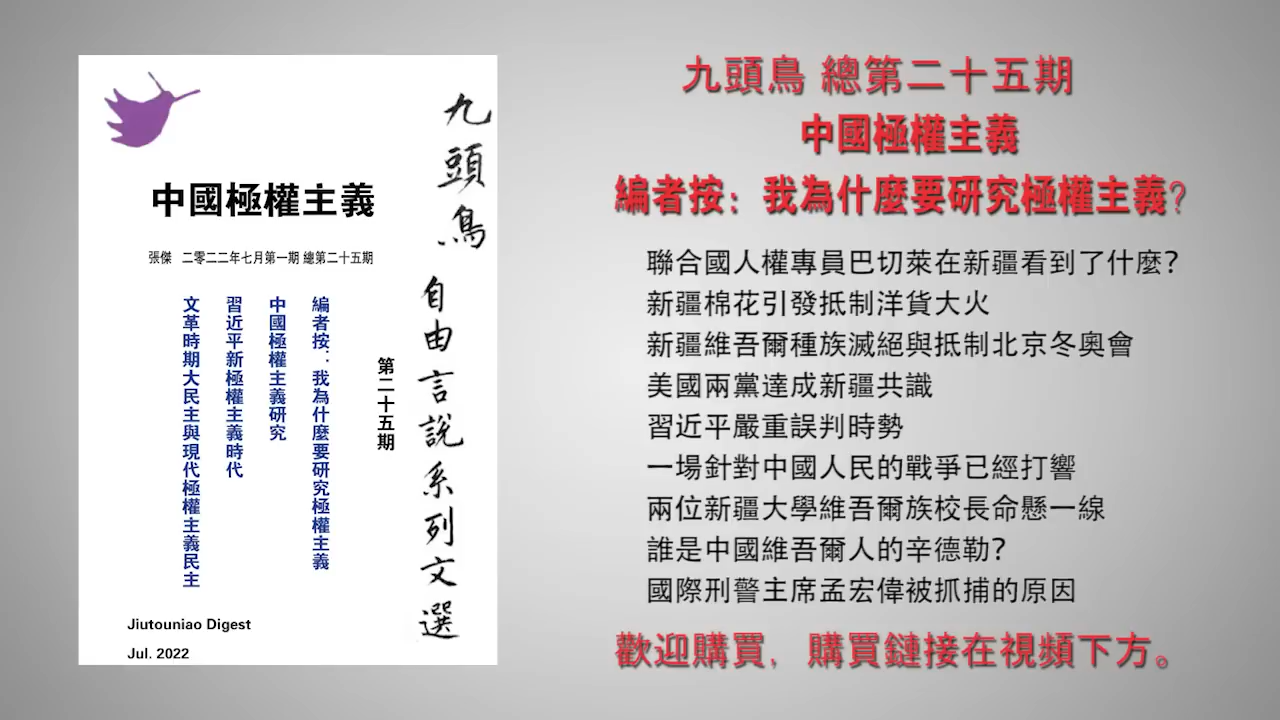 九頭鳥
自由言說系列文選
中國極權主義
張傑 二零二二年七月第一期 總第二十五期
第二十五期
編者按：我為什麼要研究極權主義
中國極權主義研究
習近平新極權主義時代
文革時期大民主與現代極權主義民主
Jiutouniao Digest
Jul. 2022
九頭鳥 總第二十五期
中國極權主義
編者按：我為什麼要研究極權主義？
聯合國人權專員巴切萊在新疆看到了什麼？
新疆棉花引發抵制洋貨大火
新疆維吾爾種族滅絕與抵制北京冬奧會
美國兩黨達成新疆共識
習近平嚴重誤判時勢
一場針對中國人民的戰爭已經打響
兩位新疆大學維吾爾族校長命懸一線
誰是中國維吾爾人的辛德勒？
國際刑警主席孟宏偉被抓捕的原因
歡迎購買，購買鏈接在視頻下方。